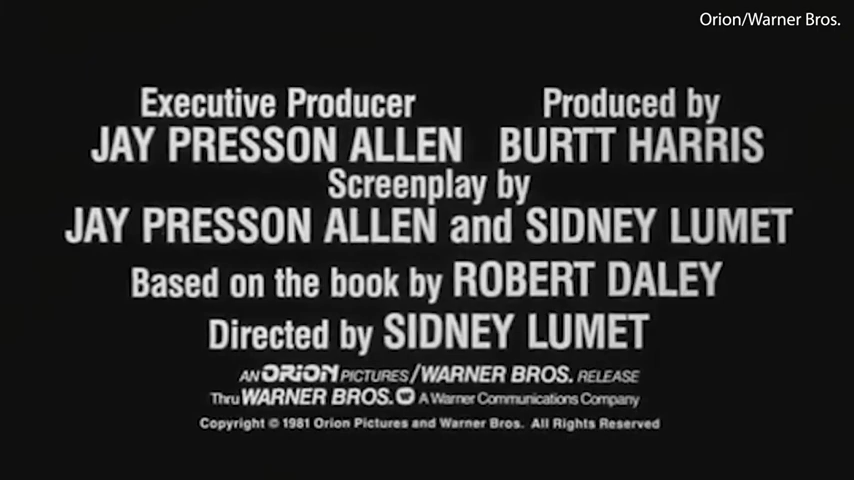 Orion/Warner Bros.
Executive Producer Produced by
JAY PRESSON ALLEN BURTT HARRIS
Screenplay by
JAY PRESSON ALLEN and SIDNEY LUMET
Based on the book by ROBERT DALEY
Directed by SIDNEY LUMET
AN ORION PICTURES/WARNER BROS. RELEASE
Thru WARNER BROS. A Warner Communications Company
Copyright © 1981 Orion Pictures and Warner Bros. All Rights Reserved